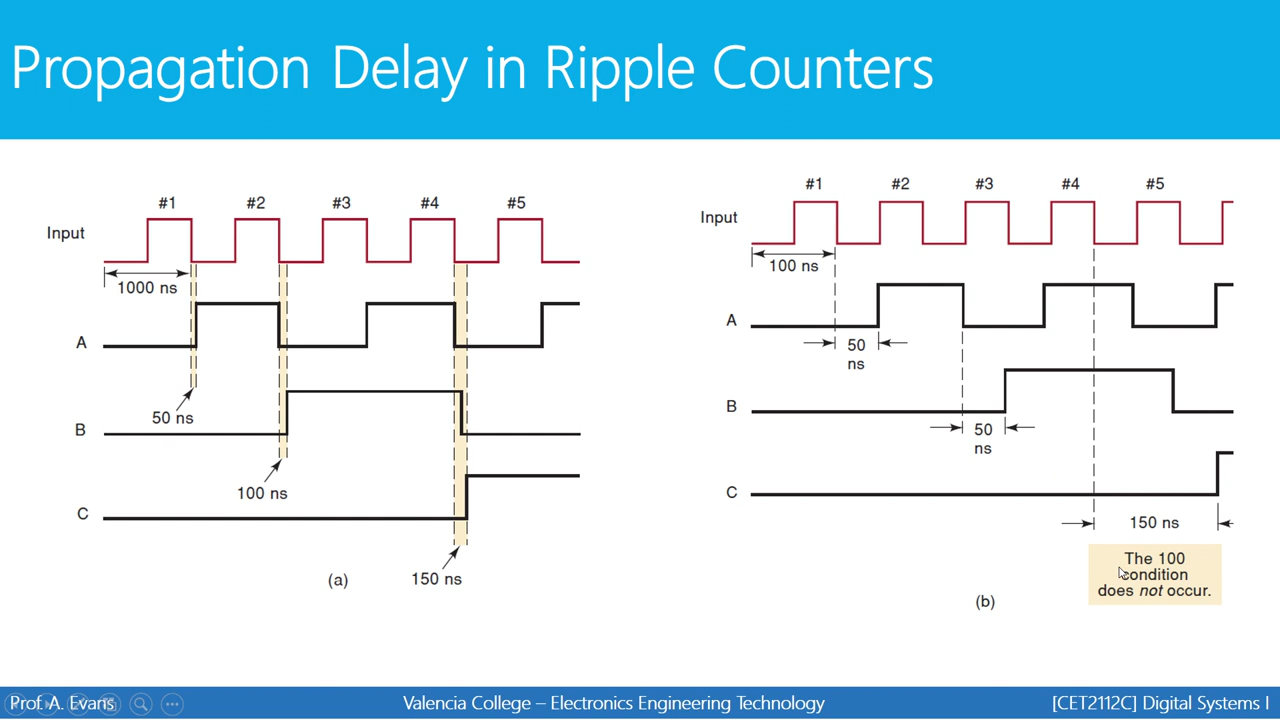 Propagation Delay in Ripple Counters
#1 #2 #3 #4 #5
Input
1000 ns
A
50 ns
B
100 ns
C
150 ns
(a)
#1 #2 #3 #4 #5
Input
100 ns
A
50
ns
B
50
ns
C
150 ns
The 100
condition
does not occur.
(b)
Prof. A. Evans
Valencia College – Electronics Engineering Technology
[CET2112C] Digital Systems I